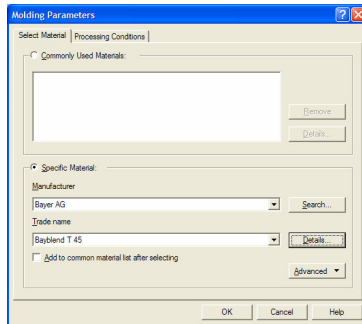 Molding Parameters
Select Material Processing Conditions
Commonly Used Materials:
Remove
Details...
Specific Material:
Manufacturer
Bayer AG
Search...
Trade name
Bayblend T 45
Details...
Add to common material list after selecting
Advanced
OK Cancel Help